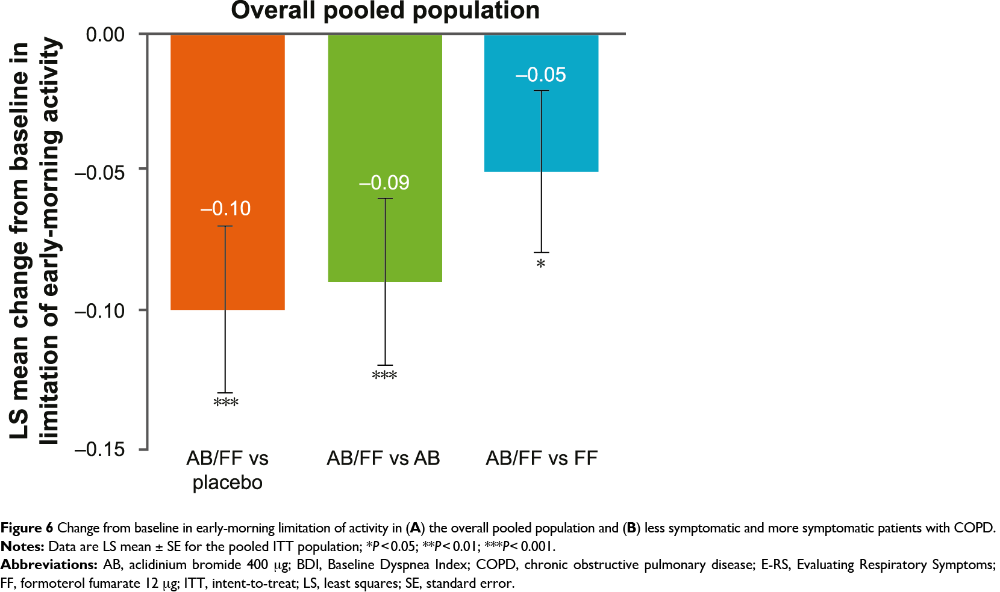 Overall pooled population
LS mean change from baseline in
limitation of early-morning activity
0.00
–0.05
–0.10
–0.15
–0.10
***
–0.09
***
–0.05
*
AB/FF vs
placebo
AB/FF vs AB
AB/FF vs FF
Figure 6 Change from baseline in early-morning limitation of activity in (A) the overall pooled population and (B) less symptomatic and more symptomatic patients with COPD.
Notes: Data are LS mean ± SE for the pooled ITT population; *P<0.05; **P<0.01; ***P<0.001.
Abbreviations: AB, aclidinium bromide 400 μg; BDI, Baseline Dyspnea Index; COPD, chronic obstructive pulmonary disease; E-RS, Evaluating Respiratory Symptoms;
FF, formoterol fumarate 12 μg; ITT, intent-to-treat; LS, least squares; SE, standard error.